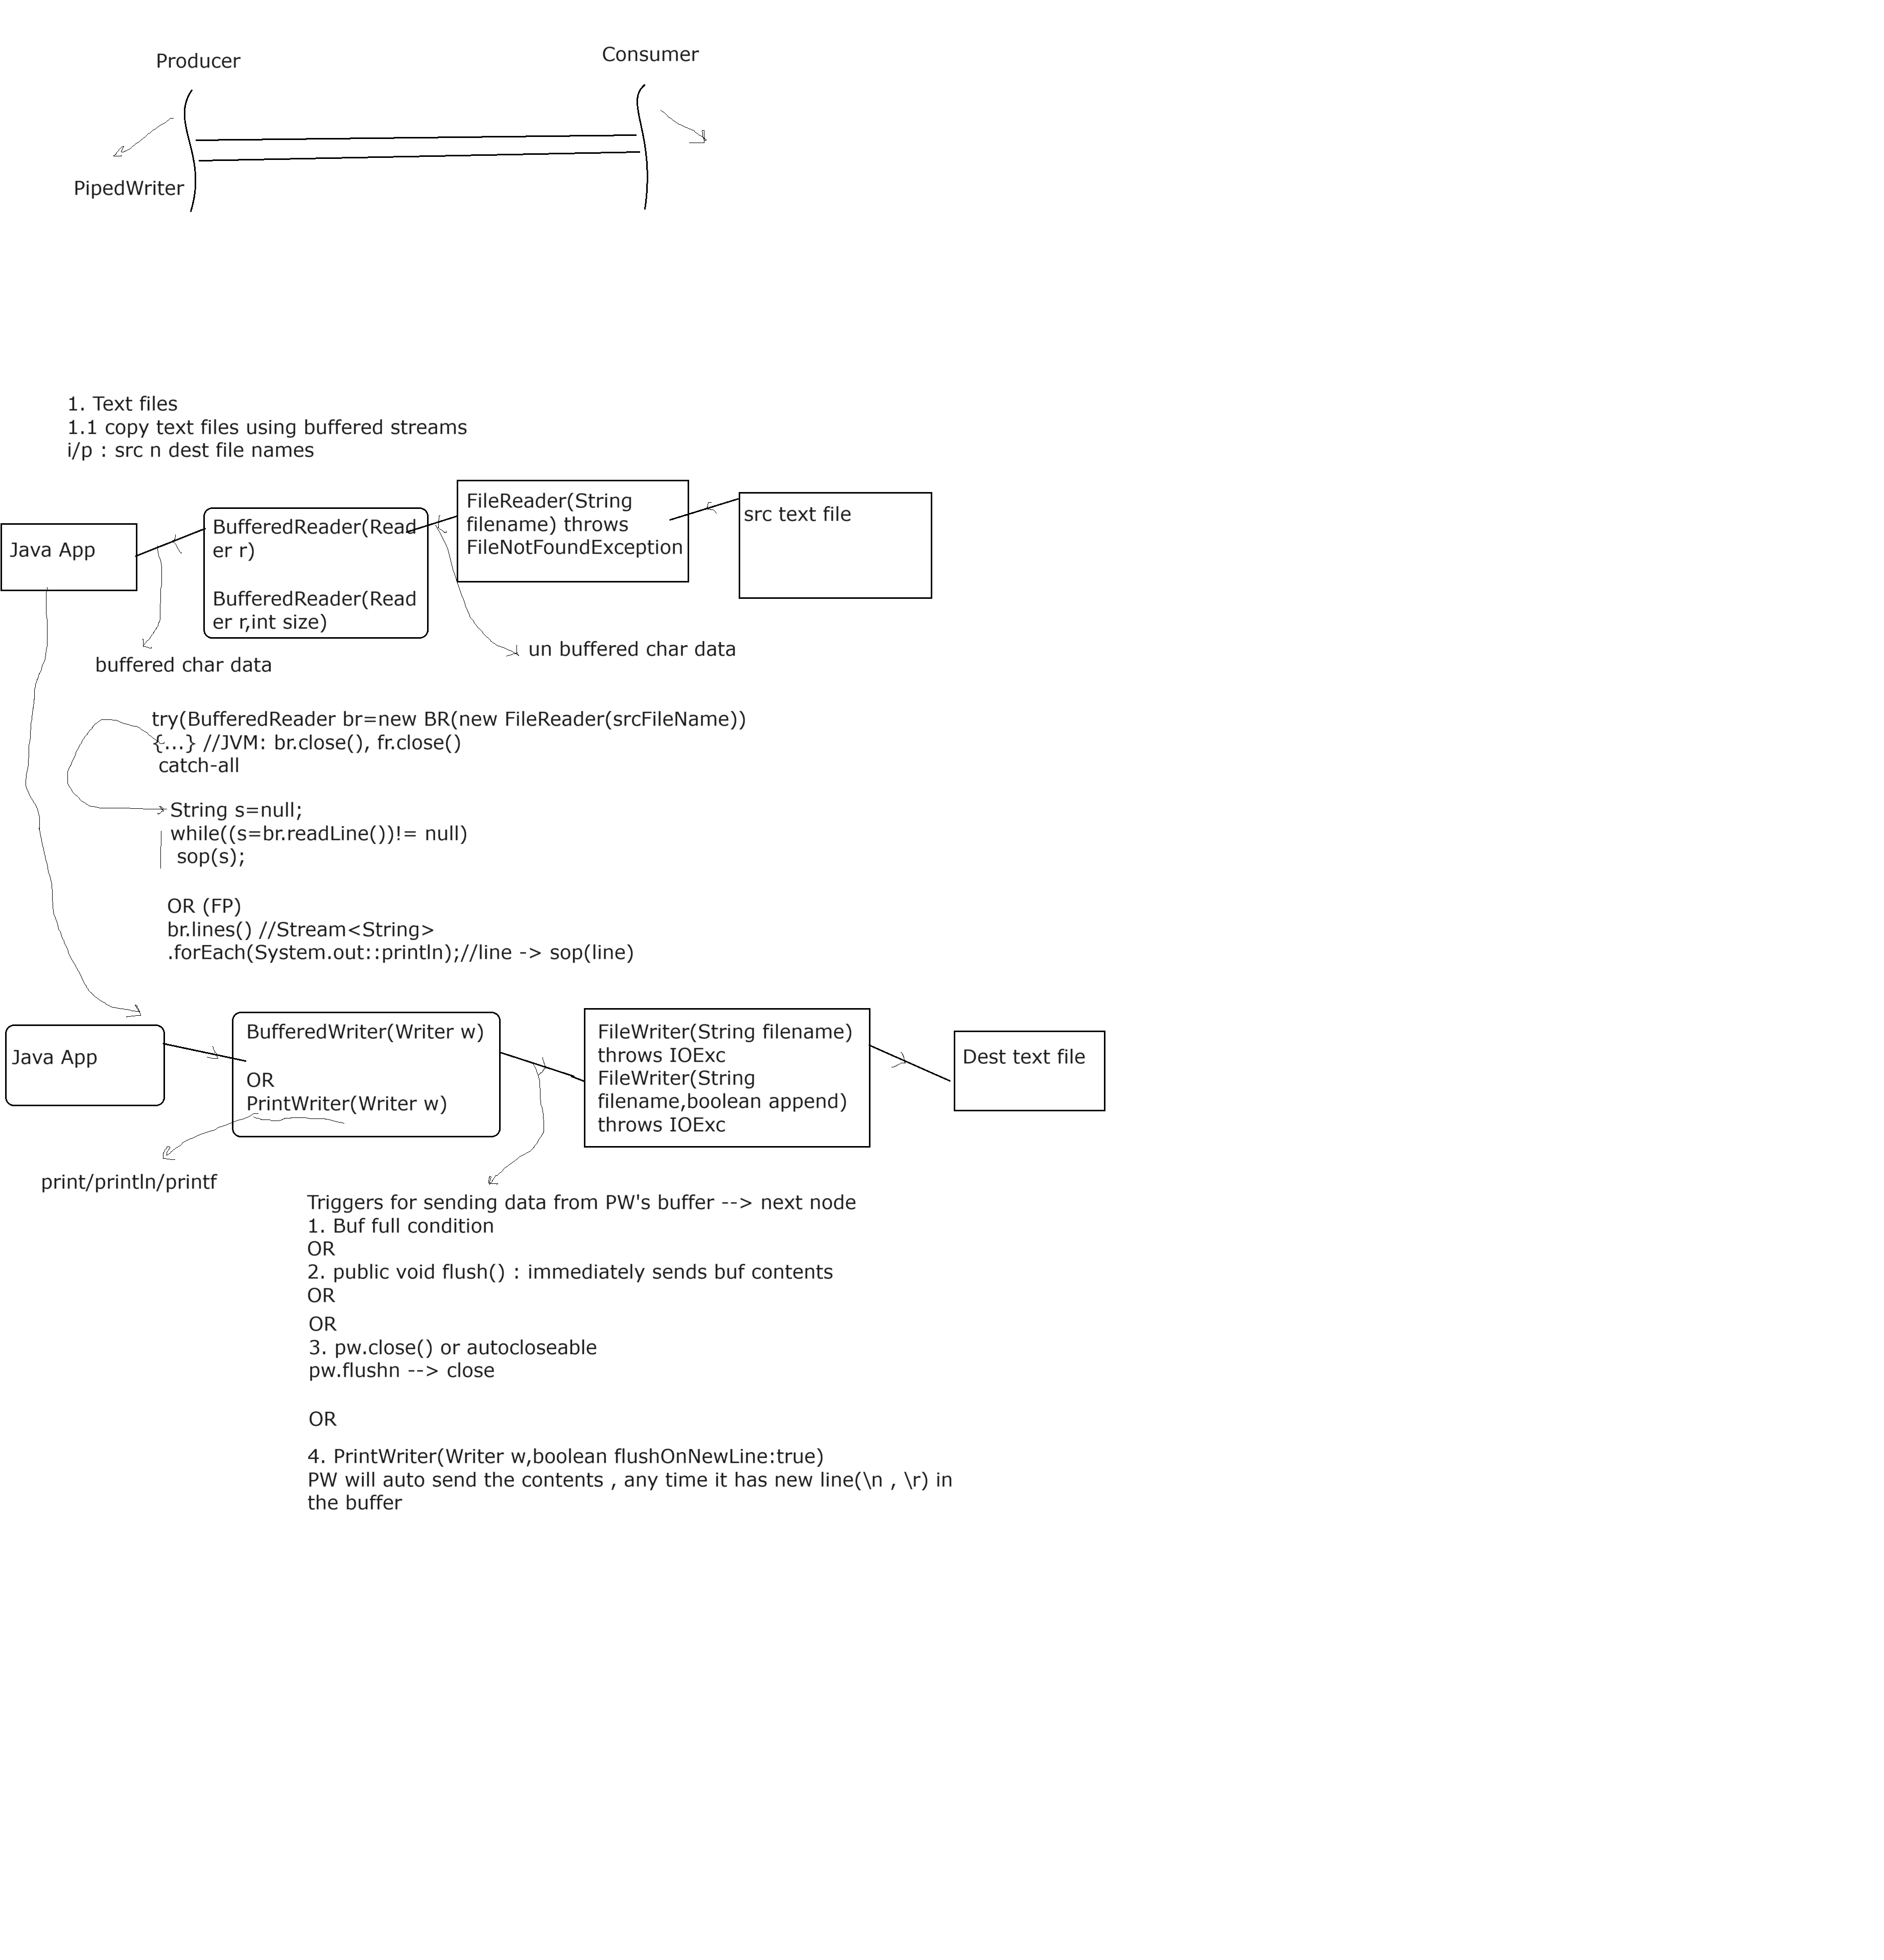 Producer
Consumer
PipedWriter
1. Text files
1.1 copy text files using buffered streams
i/p : src n dest file names
Java App
BufferedReader(Read
er r)
BufferedReader(Read
er r,int size)
FileReader(String
filename) throws
FileNotFoundException
src text file
buffered char data
un buffered char data
try(BufferedReader br=new BR(new FileReader(srcFileName))
{...} //JVM: br.close(), fr.close()
catch-all
String s=null;
while((s=br.readLine())!= null)
sop(s);
OR (FP)
br.lines() //Stream<String>
.forEach(System.out::println);//line -> sop(line)
Java App
BufferedWriter(Writer w)
OR
PrintWriter(Writer w)
FileWriter(String filename)
throws IOExc
FileWriter(String
filename,boolean append)
throws IOExc
Dest text file
print/println/printf
Triggers for sending data from PW's buffer --> next node
1. Buf full condition
OR
2. public void flush() : immediately sends buf contents
OR
OR
3. pw.close() or autocloseable
pw.flushn --> close
OR
4. PrintWriter(Writer w,boolean flushOnNewLine:true)
PW will auto send the contents , any time it has new line(\n , \r) in
the buffer